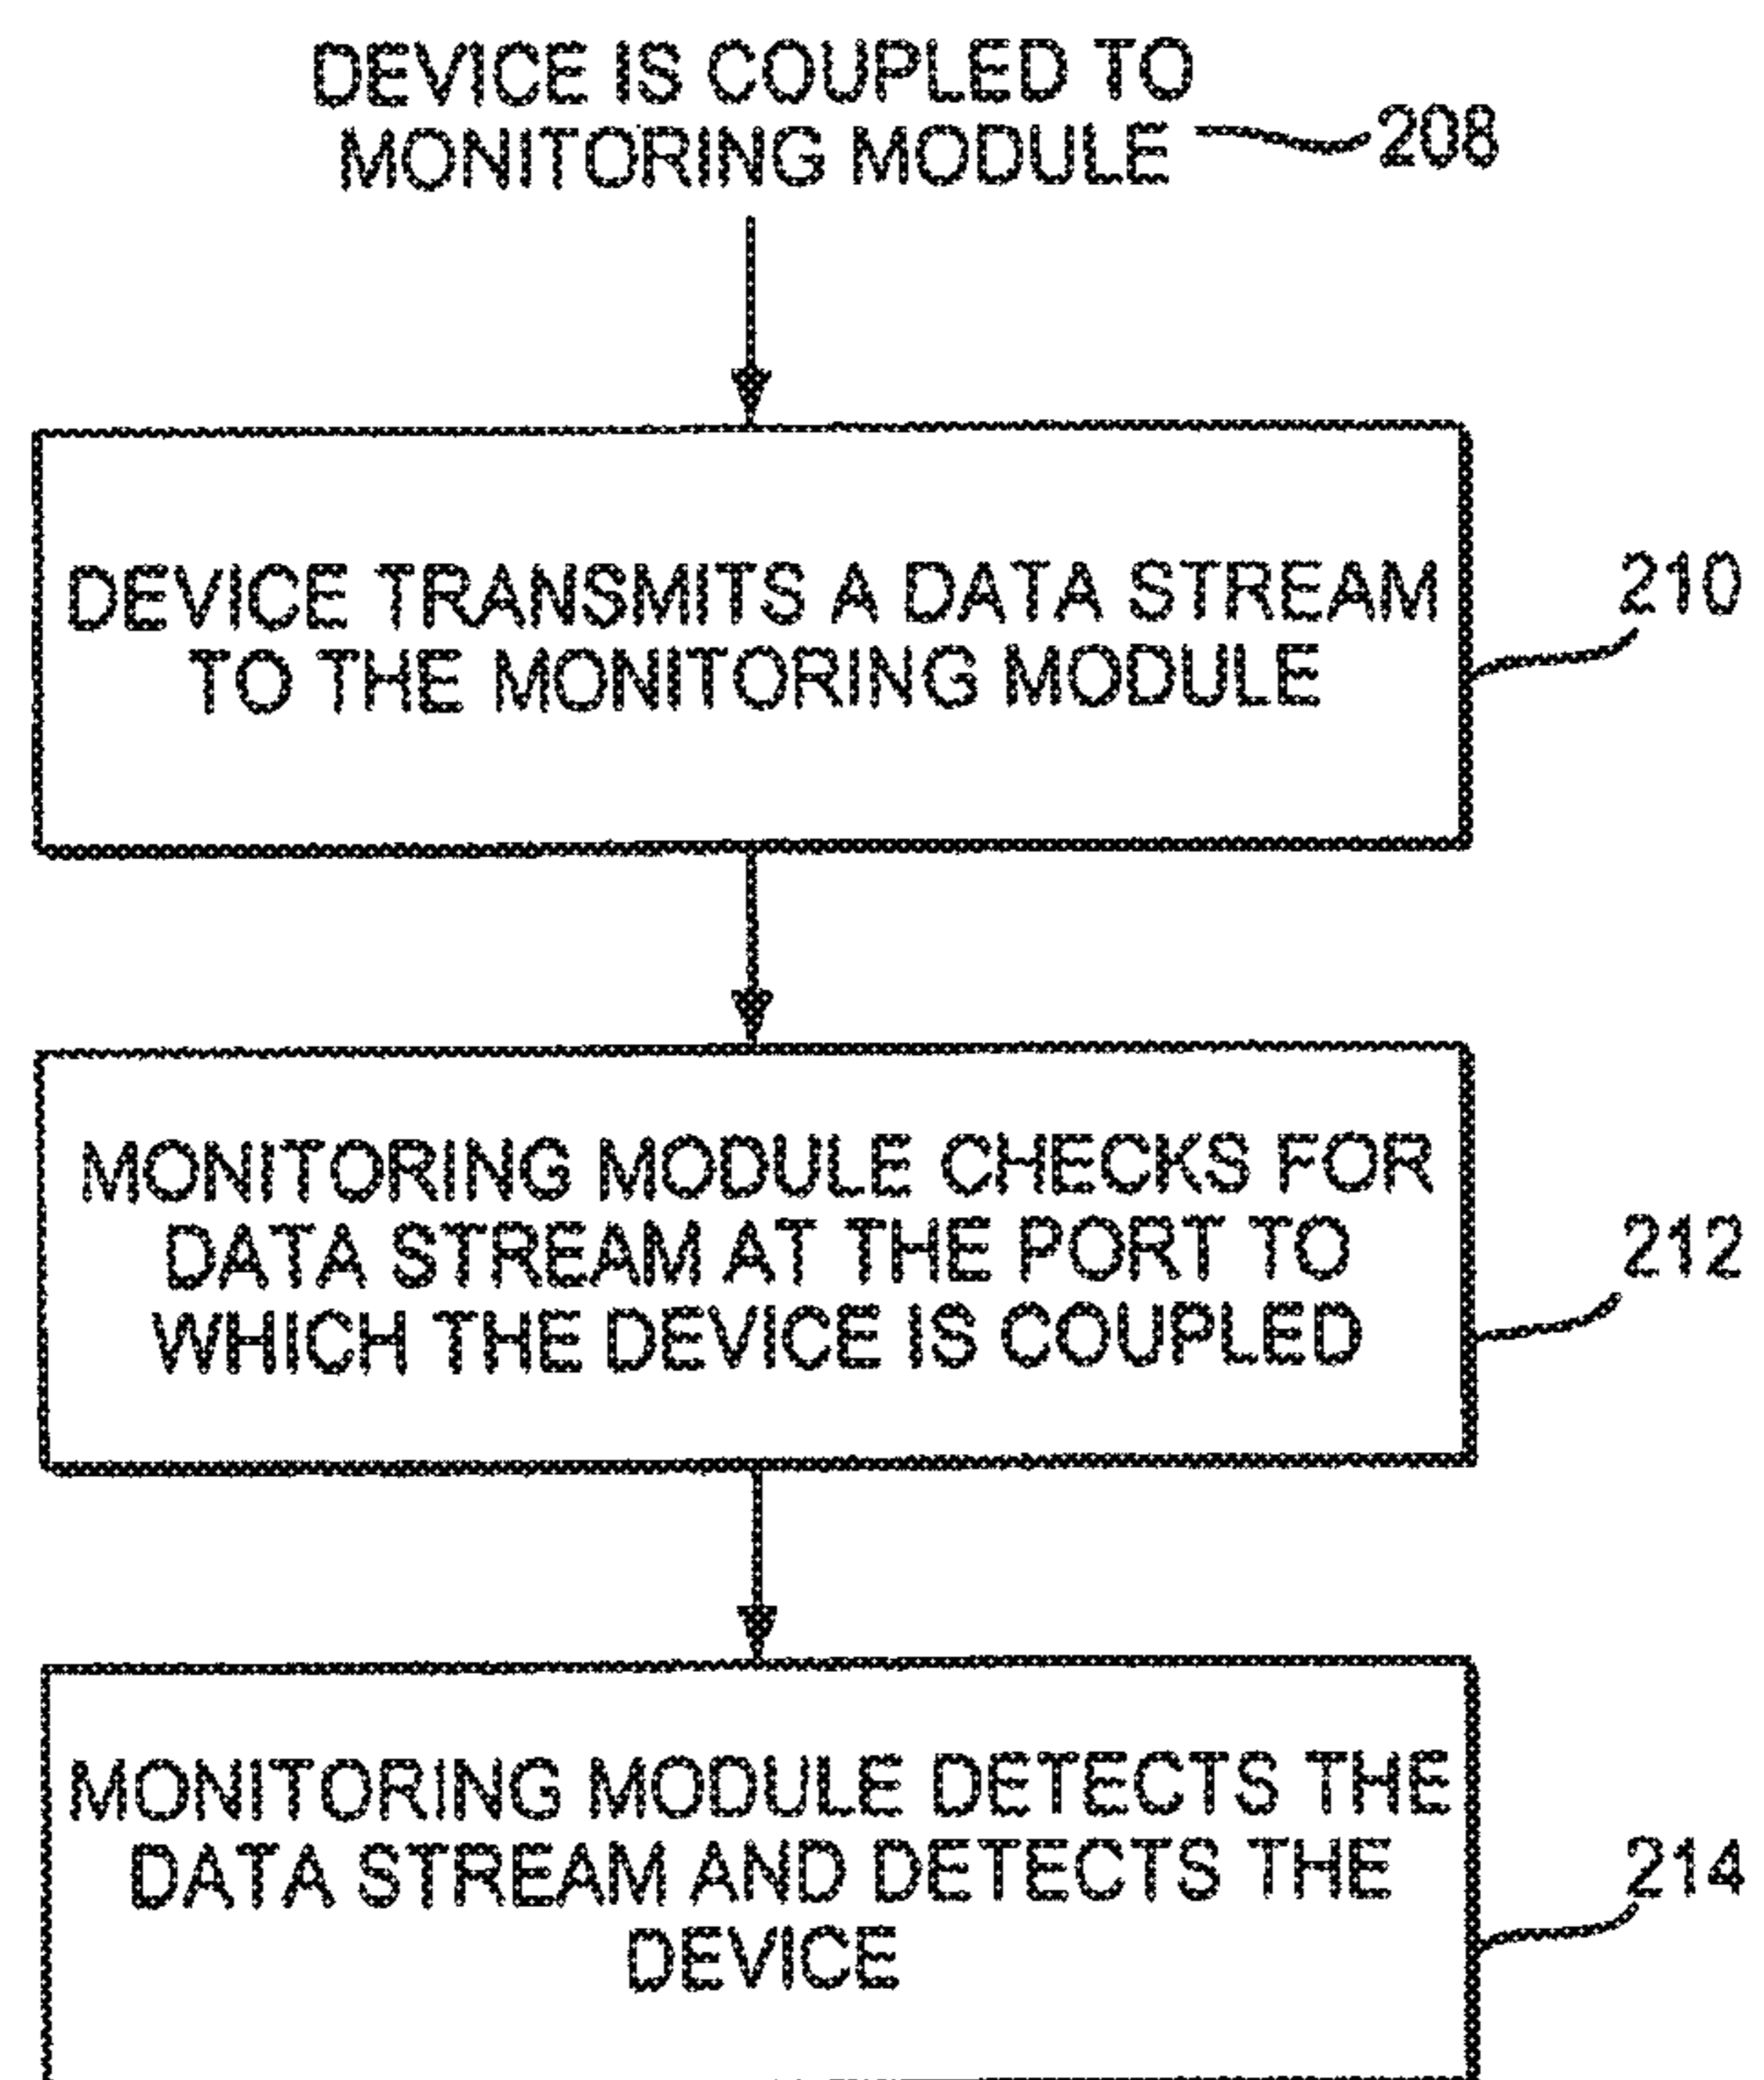 DEVICE IS COUPLED TO
MONITORING MODULE 208
DEVICE TRANSMITS A DATA STREAM
TO THE MONITORING MODULE
210
MONITORING MODULE CHECKS FOR
DATA STREAM AT THE PORT TO
WHICH THE DEVICE IS COUPLED
212
MONITORING MODULE DETECTS THE
DATA STREAM AND DETECTS THE
DEVICE
214